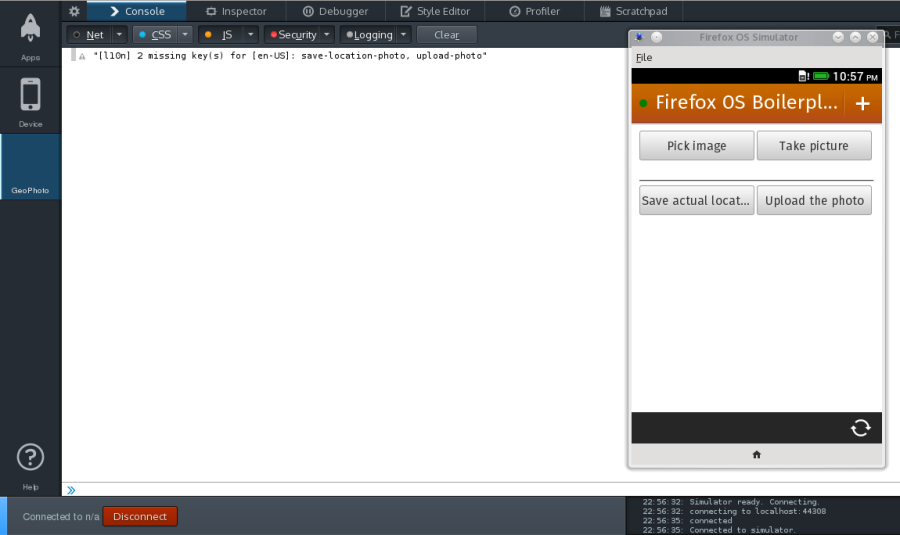 Console Inspector Debugger Style Editor Profiler Scratchpad
Net CSS JS Security Logging Clear
"[l10n] 2 missing key(s) for [en-US]: save-location-photo, upload-photo"
Apps
Device
GeoPhoto
Help
Firefox OS Simulator
File
10:57 PM
Firefox OS Boilerpl... +
Pick image Take picture
Save actual locat... Upload the photo
Connected to n/a Disconnect
22:56:32: Simulator ready. Connecting.
22:56:32: connecting to localhost:44308
22:56:35: connected
22:56:35: Connected to simulator.